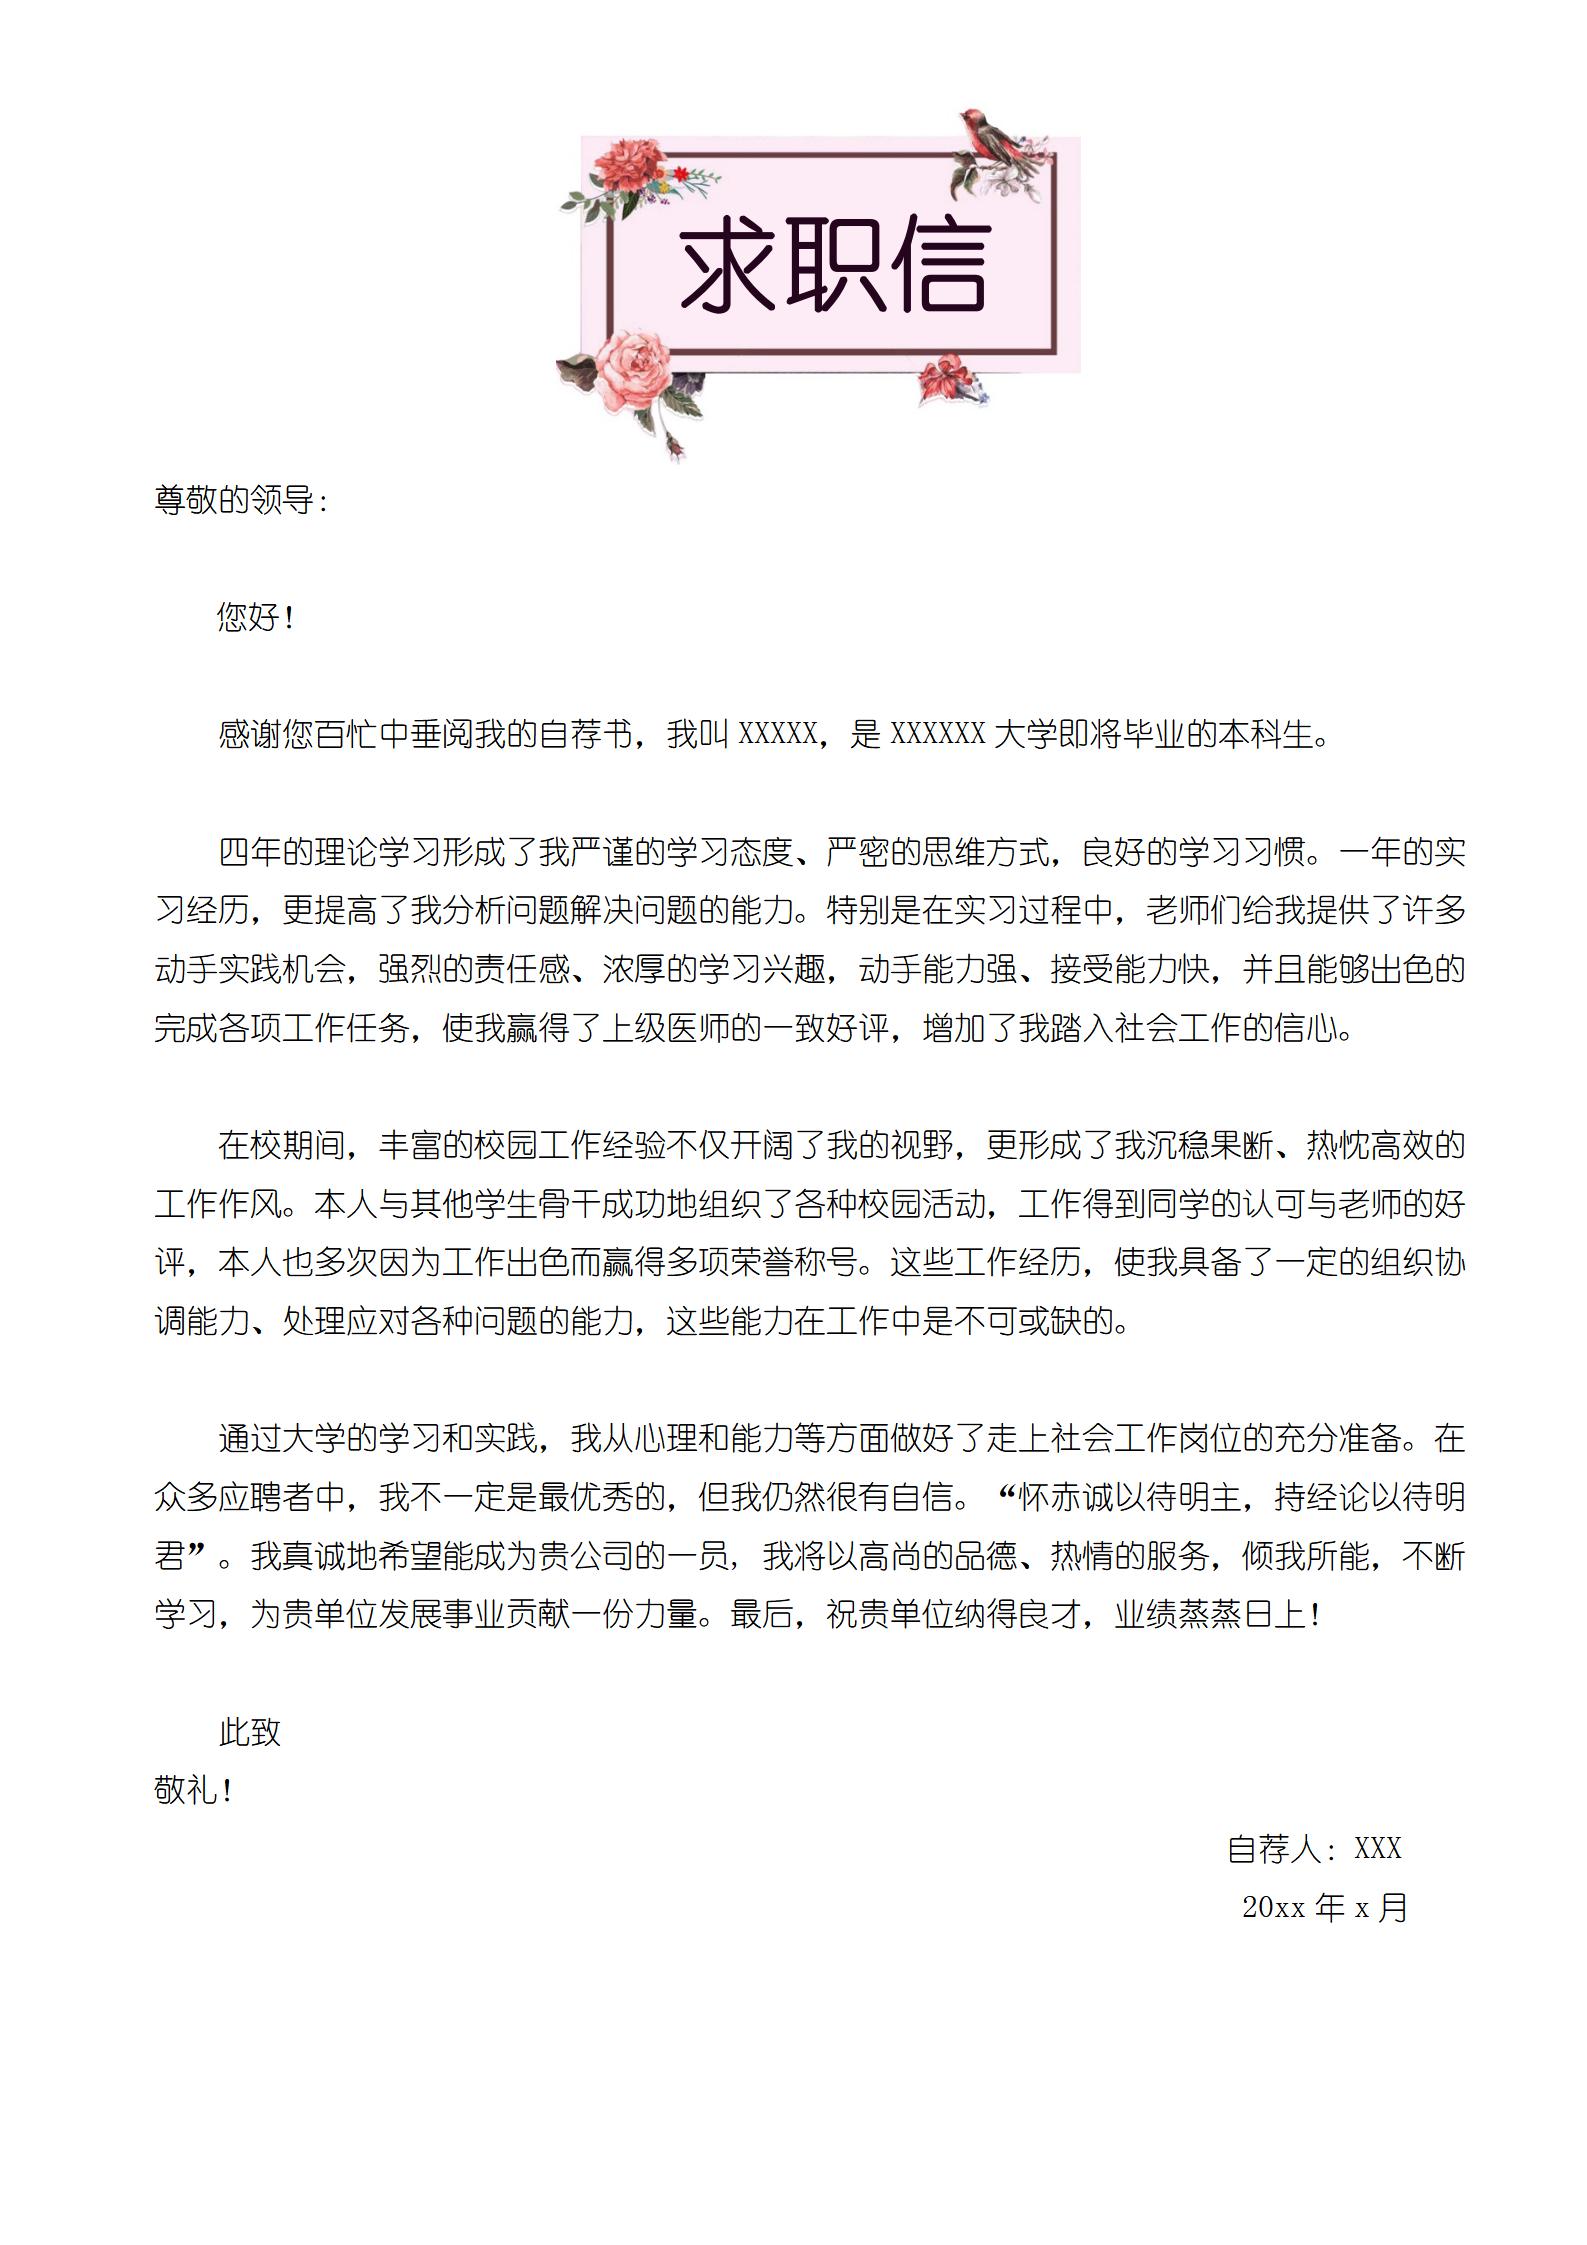 求职信
尊敬的领导：
您好！
感谢您百忙中垂阅我的自荐书，我叫 XXXXX，是 XXXXXX 大学即将毕业的本科生。
四年的理论学习形成了我严谨的学习态度、严密的思维方式，良好的学习习惯。一年的实
习经历，更提高了我分析问题解决问题的能力。特别是在实习过程中，老师们给我提供了许多
动手实践机会，强烈的责任感、浓厚的学习兴趣，动手能力强、接受能力快，并且能够出色的
完成各项工作任务，使我赢得了上级医师的一致好评，增加了我踏入社会工作的信心。
在校期间，丰富的校园工作经验不仅开阔了我的视野，更形成了我沉稳果断、热忱高效的
工作作风。本人与其他学生骨干成功地组织了各种校园活动，工作得到同学的认可与老师的好
评，本人也多次因为工作出色而赢得多项荣誉称号。这些工作经历，使我具备了一定的组织协
调能力、处理应对各种问题的能力，这些能力在工作中是不可或缺的。
通过大学的学习和实践，我从心理和能力等方面做好了走上社会工作岗位的充分准备。在
众多应聘者中，我不一定是最优秀的，但我仍然很有自信。“怀赤诚以待明主，持经论以待明
君”。我真诚地希望能成为贵公司的一员，我将以高尚的品德、热情的服务，倾我所能，不断
学习，为贵单位发展事业贡献一份力量。最后，祝贵单位纳得良才，业绩蒸蒸日上！
此致
敬礼！
自荐人：XXX
20xx 年 x 月